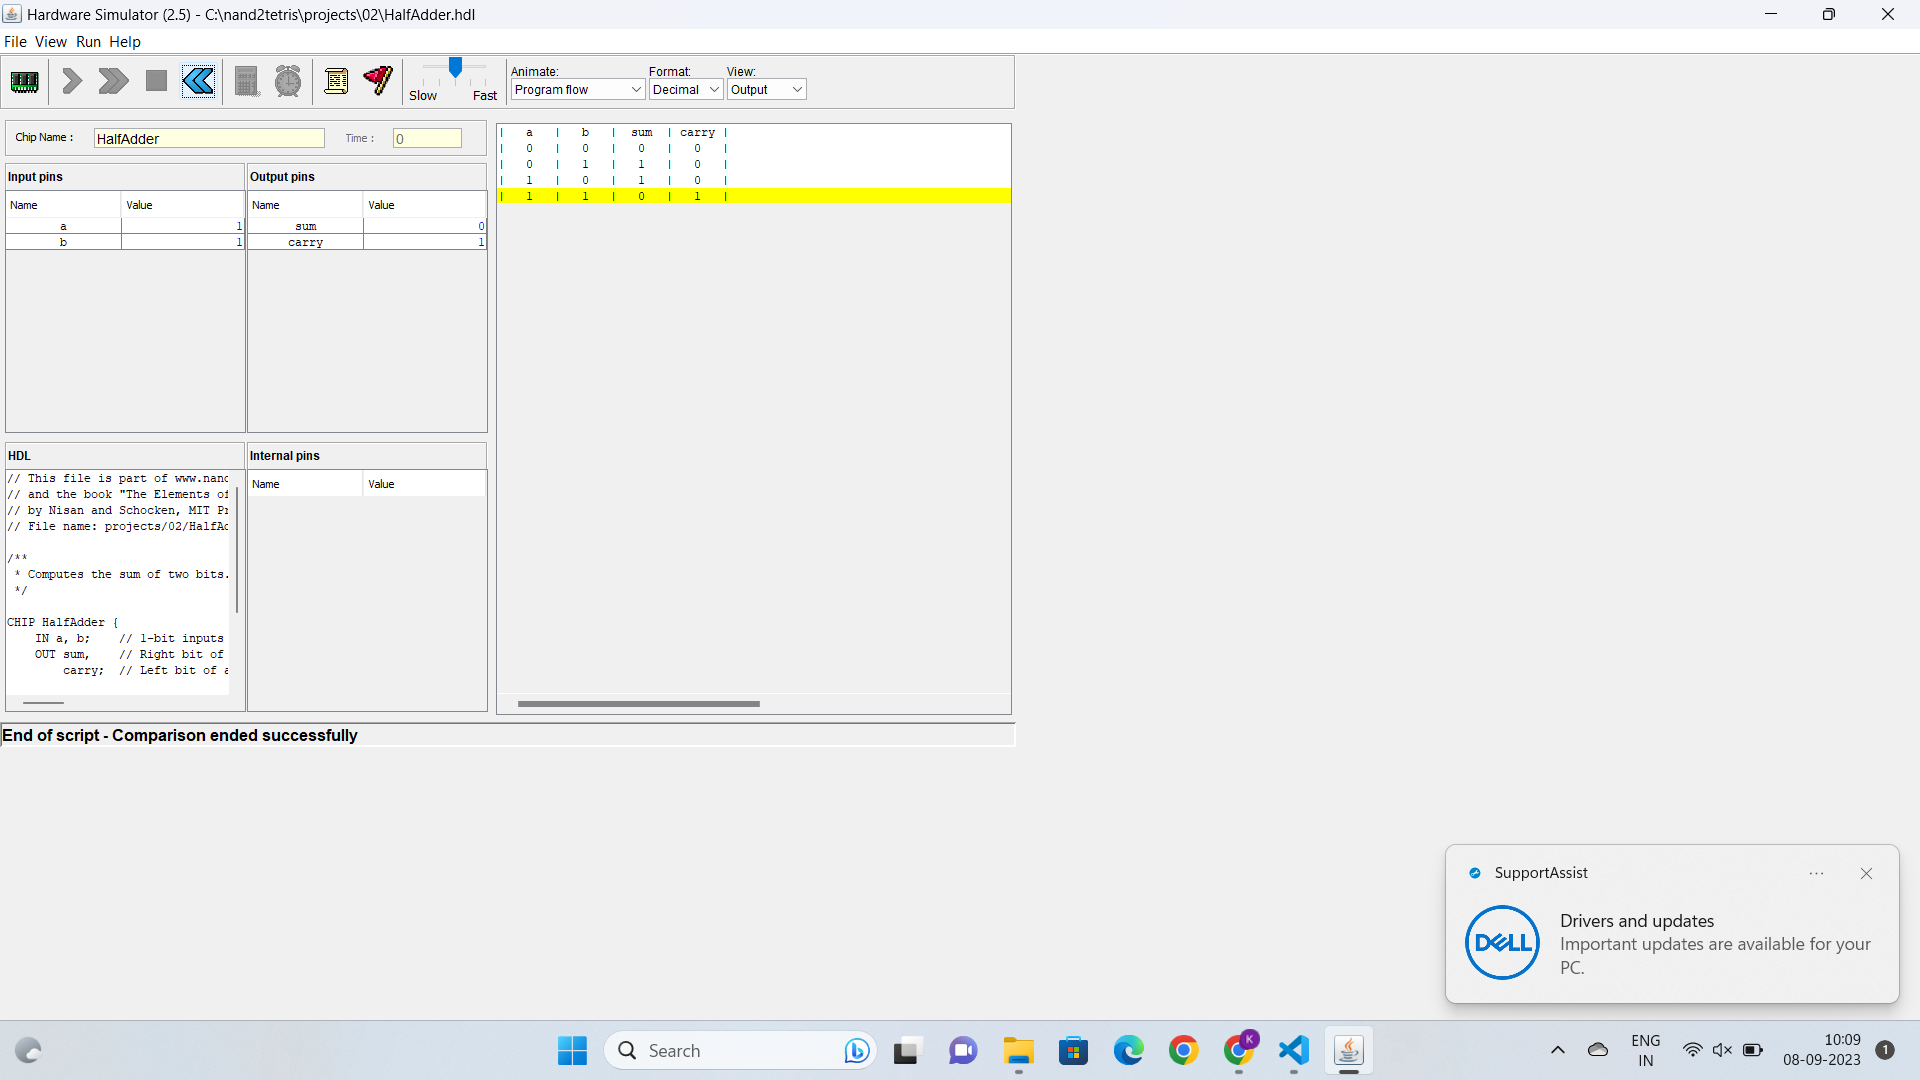 Hardware Simulator (2.5) - C:\nand2tetris\projects\02\HalfAdder.hdl
File View Run Help
Slow Fast
Animate: Format: View:
Program flow Decimal Output
Chip Name : HalfAdder Time : 0
Input pins
Name Value
a 1
b 1
Output pins
Name Value
sum 0
carry 1
| a | b | sum | carry |
| 0 | 0 | 0 | 0 |
| 0 | 1 | 1 | 0 |
| 1 | 0 | 1 | 0 |
| 1 | 1 | 0 | 1 |
HDL
// This file is part of www.nand
// and the book "The Elements of
// by Nisan and Schocken, MIT Pr
// File name: projects/02/HalfAd
/**
* Computes the sum of two bits.
*/
CHIP HalfAdder {
IN a, b; // 1-bit inputs
OUT sum, // Right bit of
carry; // Left bit of a
Internal pins
Name Value
End of script - Comparison ended successfully
SupportAssist
DELL
Drivers and updates
Important updates are available for your
PC.
Search
K
ENG
IN
10:09
08-09-2023
1